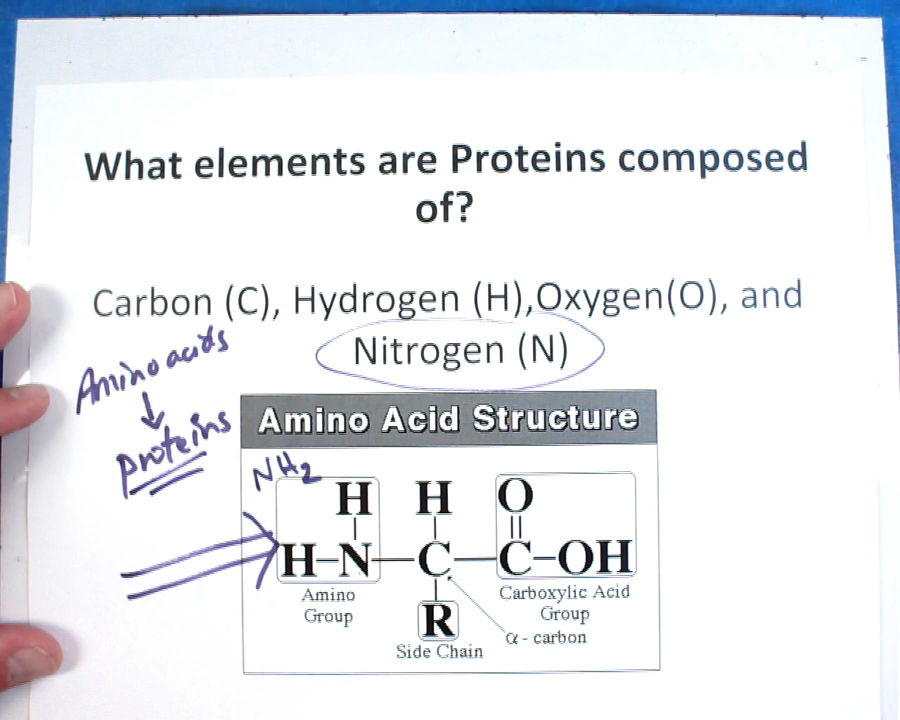 What elements are Proteins composed
of?
Carbon (C), Hydrogen (H),Oxygen(O), and
Nitrogen (N)
Amino acids
↓
proteins
Amino Acid Structure
NH2
H H O
H–N–C–C–OH
Amino
Group
Carboxylic Acid
Group
R
α - carbon
Side Chain